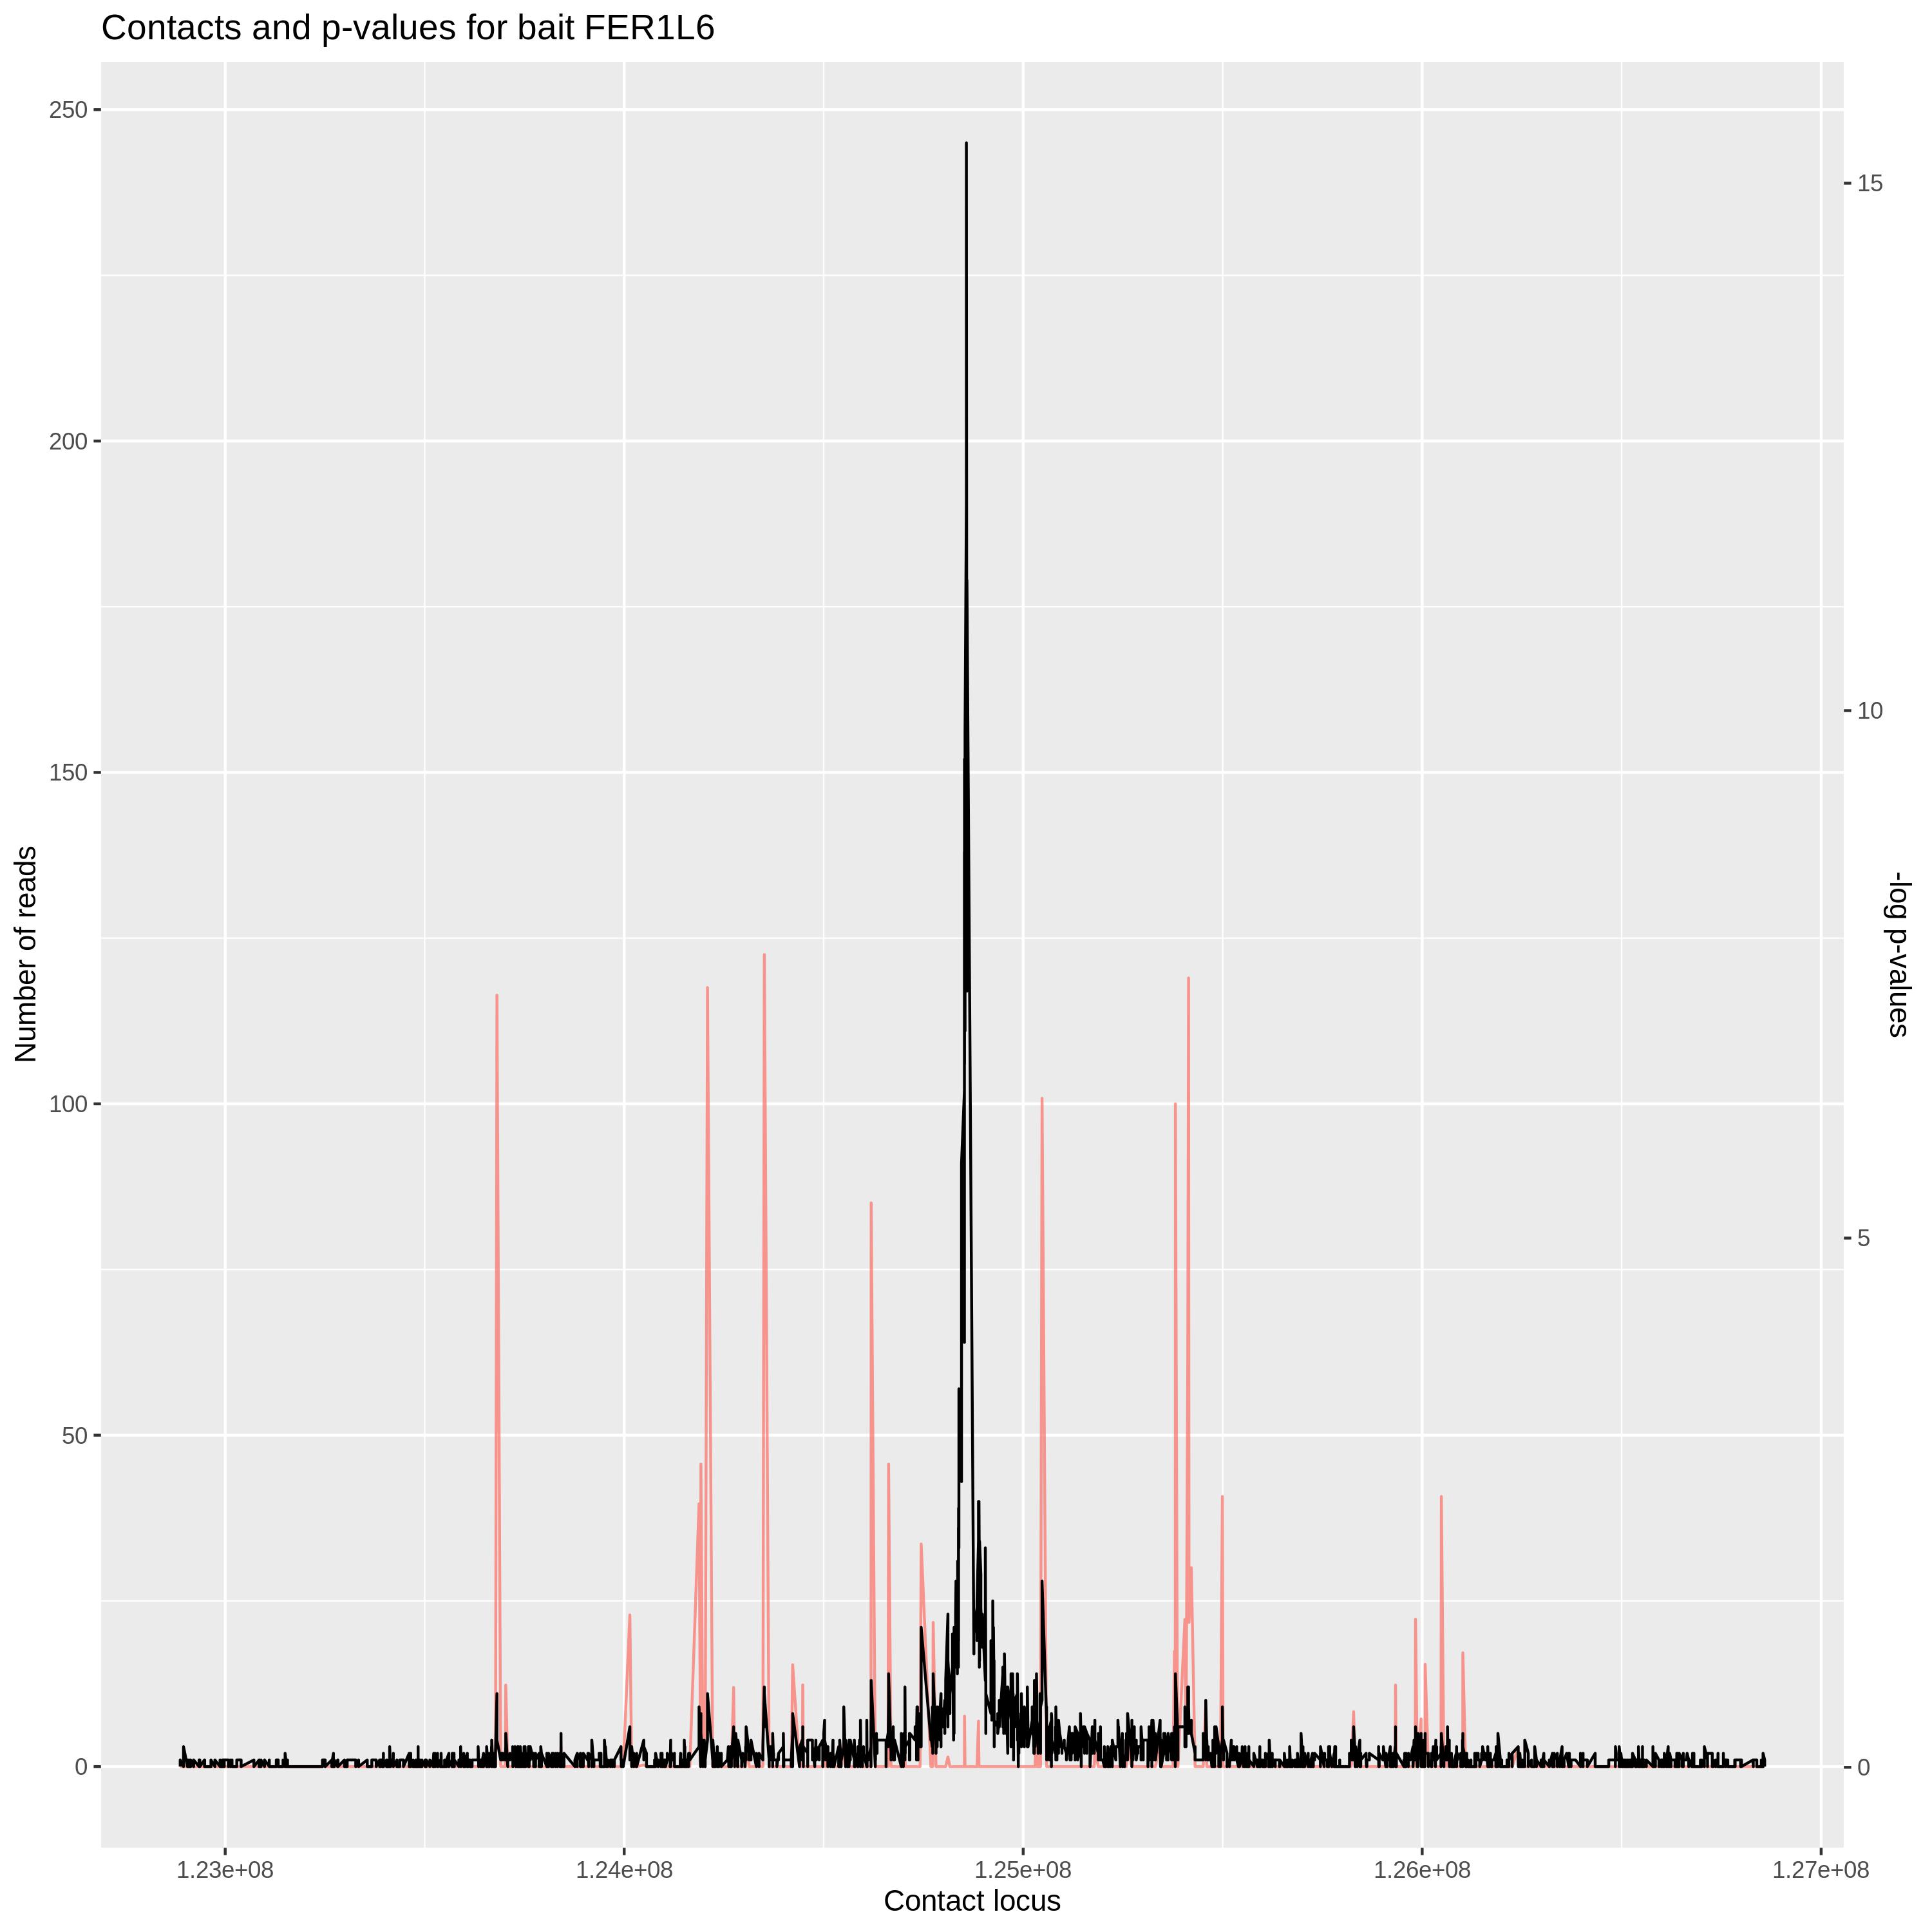 Contacts and p-values for bait FER1L6
250
200
150
100
50
0
Number of reads
15
10
5
0
-log p-values
1.23e+08
1.24e+08
1.25e+08
1.26e+08
1.27e+08
Contact locus